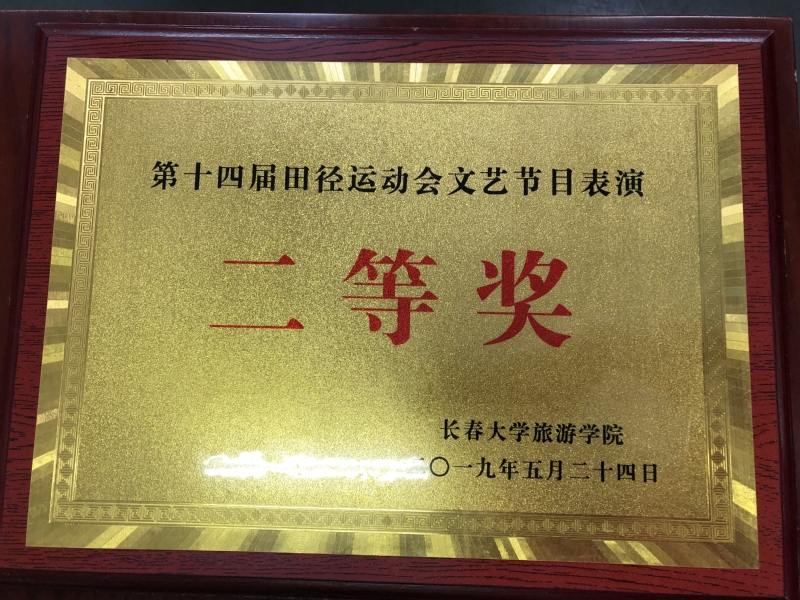 第十四届田径运动会文艺节目表演
二等奖
长春大学旅游学院
二〇一九年五月二十四日